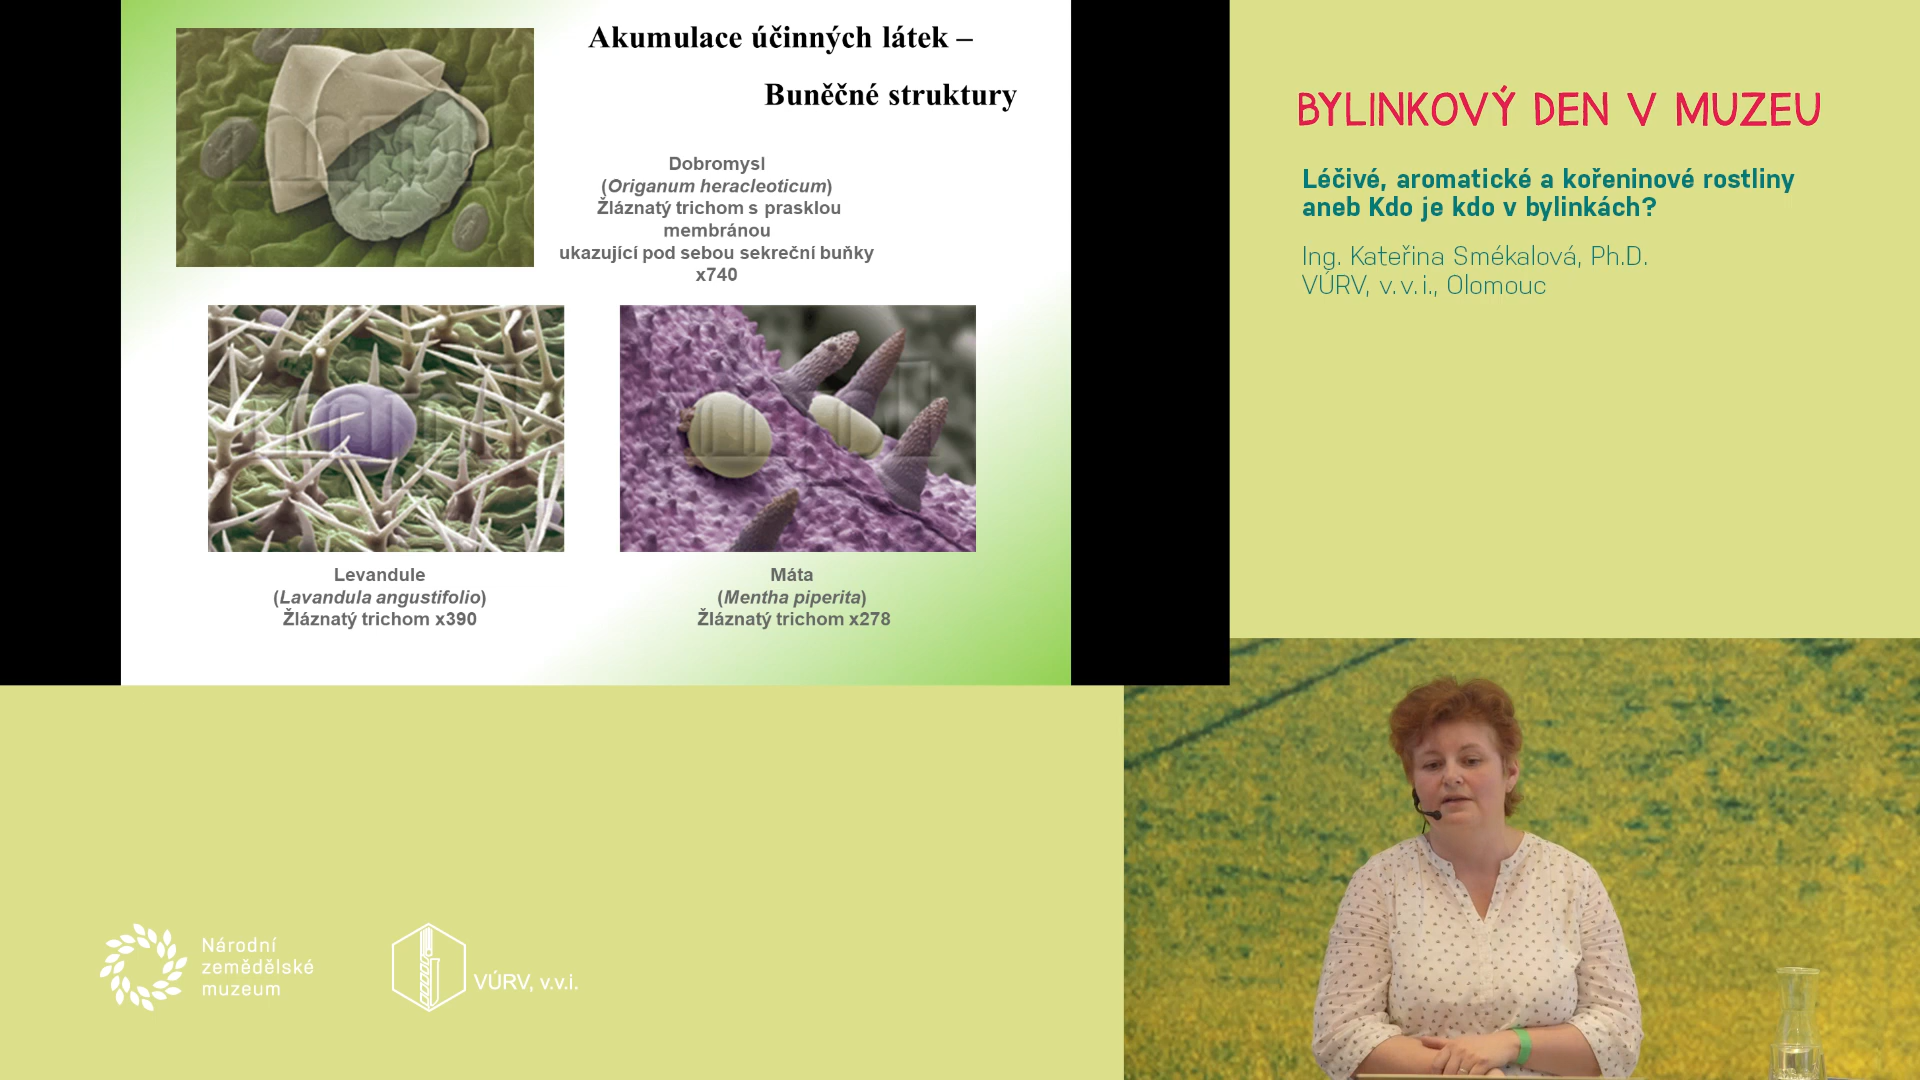 Akumulace účinných látek –
Buněčné struktury
Dobromysl
(Origanum heracleoticum)
Žláznatý trichom s prasklou
membránou
ukazující pod sebou sekreční buňky
x740
Levandule
(Lavandula angustifolio)
Žláznatý trichom x390
Máta
(Mentha piperita)
Žláznatý trichom x278
BYLINKOVÝ DEN V MUZEU
Léčivé, aromatické a kořeninové rostliny
aneb Kdo je kdo v bylinkách?
Ing. Kateřina Smékalová, Ph.D.
VÚRV, v.v.i., Olomouc
Národní
zemědělské
muzeum
VÚRV, v.v.i.